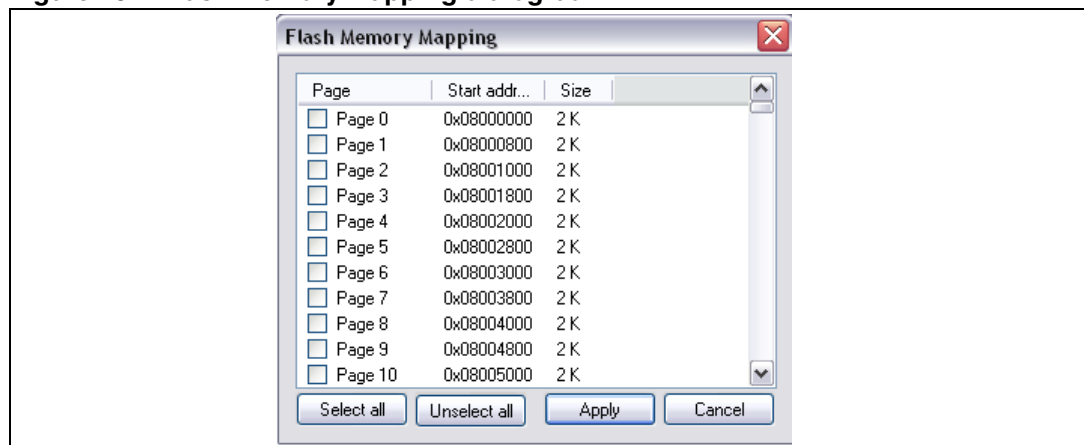 Flash Memory Mapping
Page Start addr... Size
Page 0 0x08000000 2 K
Page 1 0x08000800 2 K
Page 2 0x08001000 2 K
Page 3 0x08001800 2 K
Page 4 0x08002000 2 K
Page 5 0x08002800 2 K
Page 6 0x08003000 2 K
Page 7 0x08003800 2 K
Page 8 0x08004000 2 K
Page 9 0x08004800 2 K
Page 10 0x08005000 2 K
Select all Unselect all Apply Cancel